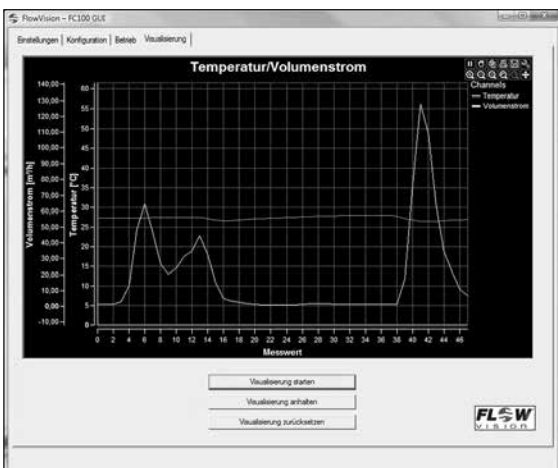 FlowVision - FC100 GUE
Einstellungen Konfiguration Betrieb Visualisierung
Temperatur/Volumenstrom
Channels
Temperatur
Volumenstrom
Volumenstrom [m³/h]
140,00
130,00
120,00
110,00
100,00
90,00
80,00
70,00
60,00
50,00
40,00
30,00
20,00
10,00
0,00
-10,00
Temperatur [°C]
60
55
50
45
40
35
30
25
20
15
10
5
0
0 2 4 6 8 10 12 14 16 18 20 22 24 26 28 30 32 34 36 38 40 42 44 46
Messwert
Visualisierung starten
Visualisierung anhalten
Visualisierung zurücksetzen
FLOW
vision